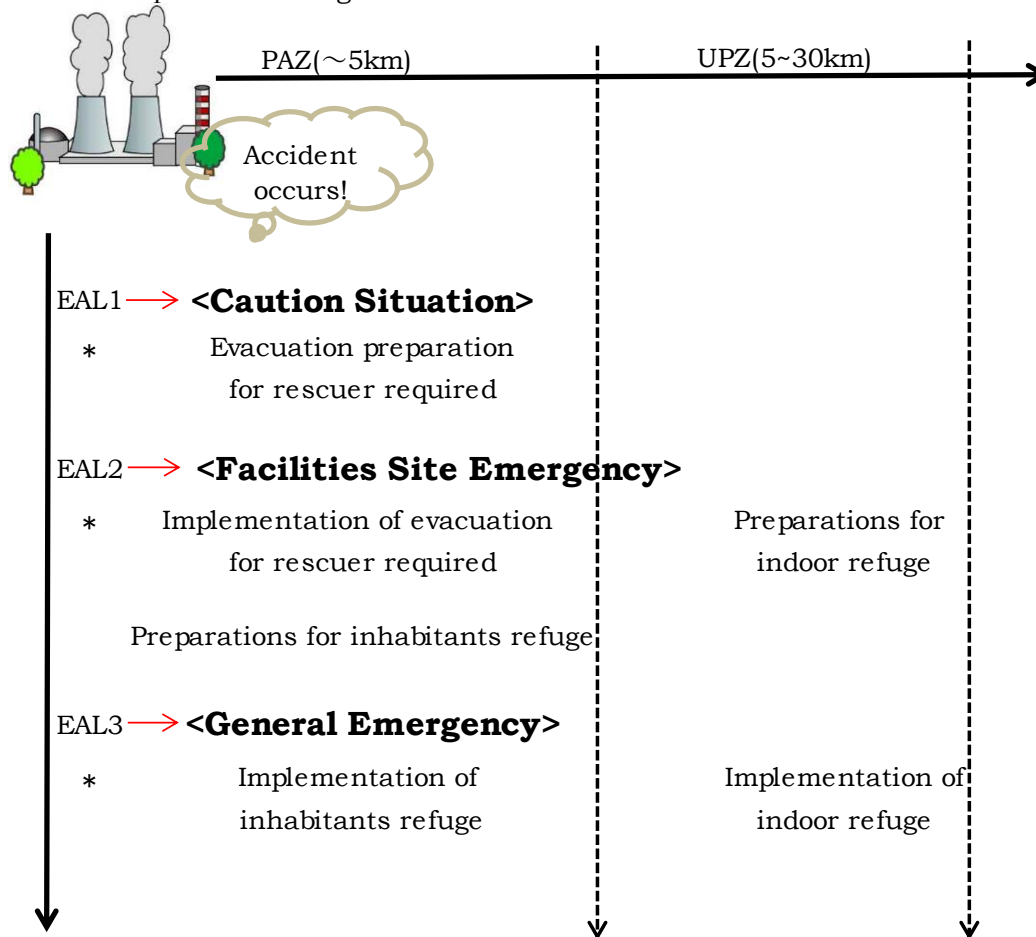 PAZ(～5km)
UPZ(5~30km)
Accident
occurs!
EAL1
<Caution Situation>
*
Evacuation preparation
for rescuer required
EAL2
<Facilities Site Emergency>
*
Implementation of evacuation
for rescuer required
Preparations for
indoor refuge
Preparations for inhabitants refuge
EAL3
<General Emergency>
*
Implementation of
inhabitants refuge
Implementation of
indoor refuge